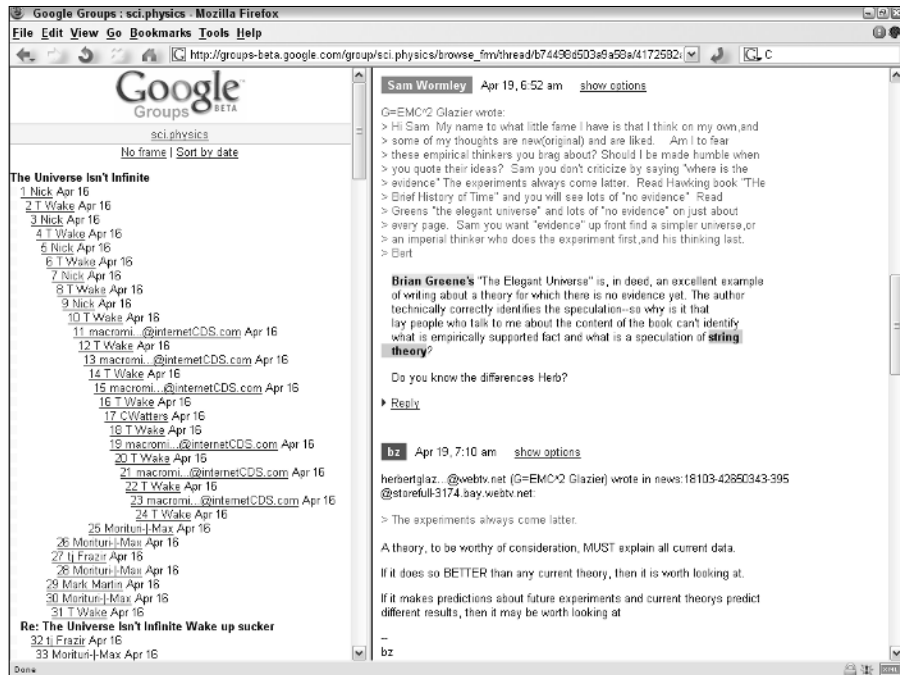 Google Groups : sci.physics - Mozilla Firefox
File Edit View Go Bookmarks Tools Help
http://groups-beta.google.com/group/sci.physics/browse_frm/thread/b74498d503a9a58a/4172582
C
Google
Groups BETA
sci.physics
No frame | Sort by date
The Universe Isn't Infinite
1 Nick Apr 16
2 T Wake Apr 16
3 Nick Apr 16
4 T Wake Apr 16
5 Nick Apr 16
6 T Wake Apr 16
7 Nick Apr 16
8 T Wake Apr 16
9 Nick Apr 16
10 T Wake Apr 16
11 macromi...@internetCDS.com Apr 16
12 T Wake Apr 16
13 macromi...@internetCDS.com Apr 16
14 T Wake Apr 16
15 macromi...@internetCDS.com Apr 16
16 T Wake Apr 16
17 CWatters Apr 16
18 T Wake Apr 16
19 macromi...@internetCDS.com Apr 16
20 T Wake Apr 16
21 macromi...@internetCDS.com Apr 16
22 T Wake Apr 16
23 macromi...@internetCDS.com Apr 16
24 T Wake Apr 16
25 Morituri-|-Max Apr 16
26 Morituri-|-Max Apr 16
27 tj Frazir Apr 16
28 Morituri-|-Max Apr 16
29 Mark Martin Apr 16
30 Morituri-|-Max Apr 16
31 T Wake Apr 16
Re: The Universe Isn't Infinite Wake up sucker
32 tj Frazir Apr 16
33 Morituri-|-Max Apr 16
Sam Wormley Apr 19, 6:52 am show options
G=EMC^2 Glazier wrote:
> Hi Sam My name to what little fame I have is that I think on my own,and
> some of my thoughts are new(original) and are liked. Am I to fear
> these empirical thinkers you brag about? Should I be made humble when
> you quote their ideas? Sam you don't criticize by saying "where is the
> evidence" The experiments always come latter. Read Hawking book "THe
> Brief History of Time" and you will see lots of "no evidence" Read
> Greens "the elegant universe" and lots of "no evidence" on just about
> every page. Sam you want "evidence" up front find a simpler universe,or
> an imperial thinker who does the experiment first,and his thinking last.
> Bert
Brian Greene's "The Elegant Universe" is, in deed, an excellent example
of writing about a theory for which there is no evidence yet. The author
technically correctly identifies the speculation--so why is it that
lay people who talk to me about the content of the book can't identify
what is empirically supported fact and what is a speculation of string
theory?
Do you know the differences Herb?
Reply
bz Apr 19, 7:10 am show options
herbertglaz...@webtv.net (G=EMC^2 Glazier) wrote in news:18103-42650343-395
@storefull-3174.bay.webtv.net:
> The experiments always come latter.
A theory, to be worthy of consideration, MUST explain all current data.
If it does so BETTER than any current theory, then it is worth looking at.
If it makes predictions about future experiments and current theorys predict
different results, then it may be worth looking at
--
bz
Done